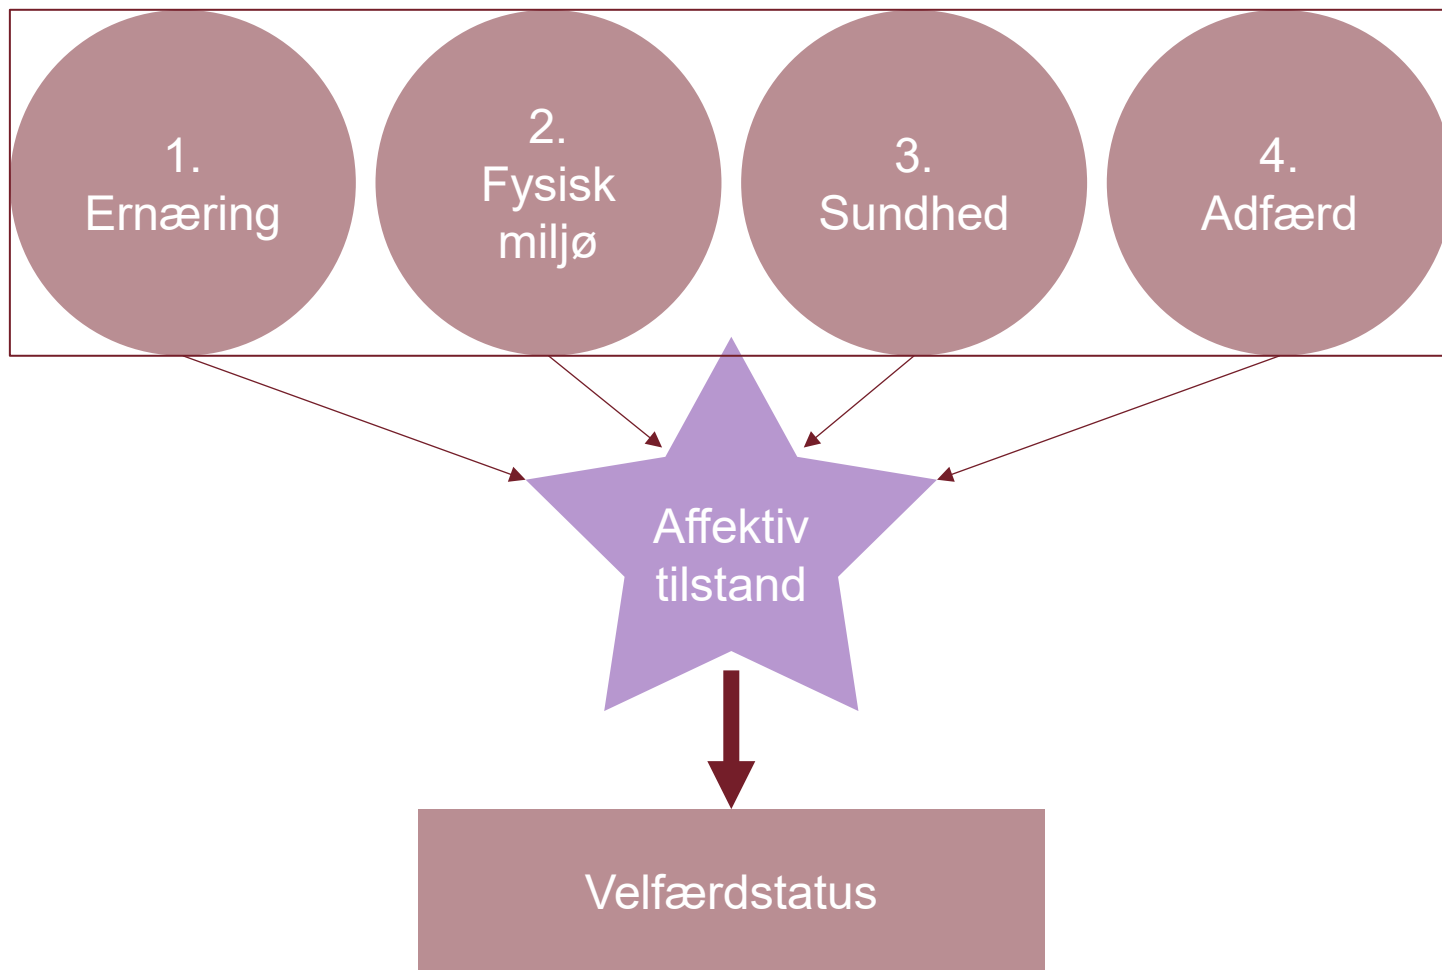 1.
Ernæring
2.
Fysisk
miljø
3.
Sundhed
4.
Adfærd
Affektiv
tilstand
Velfærdstatus